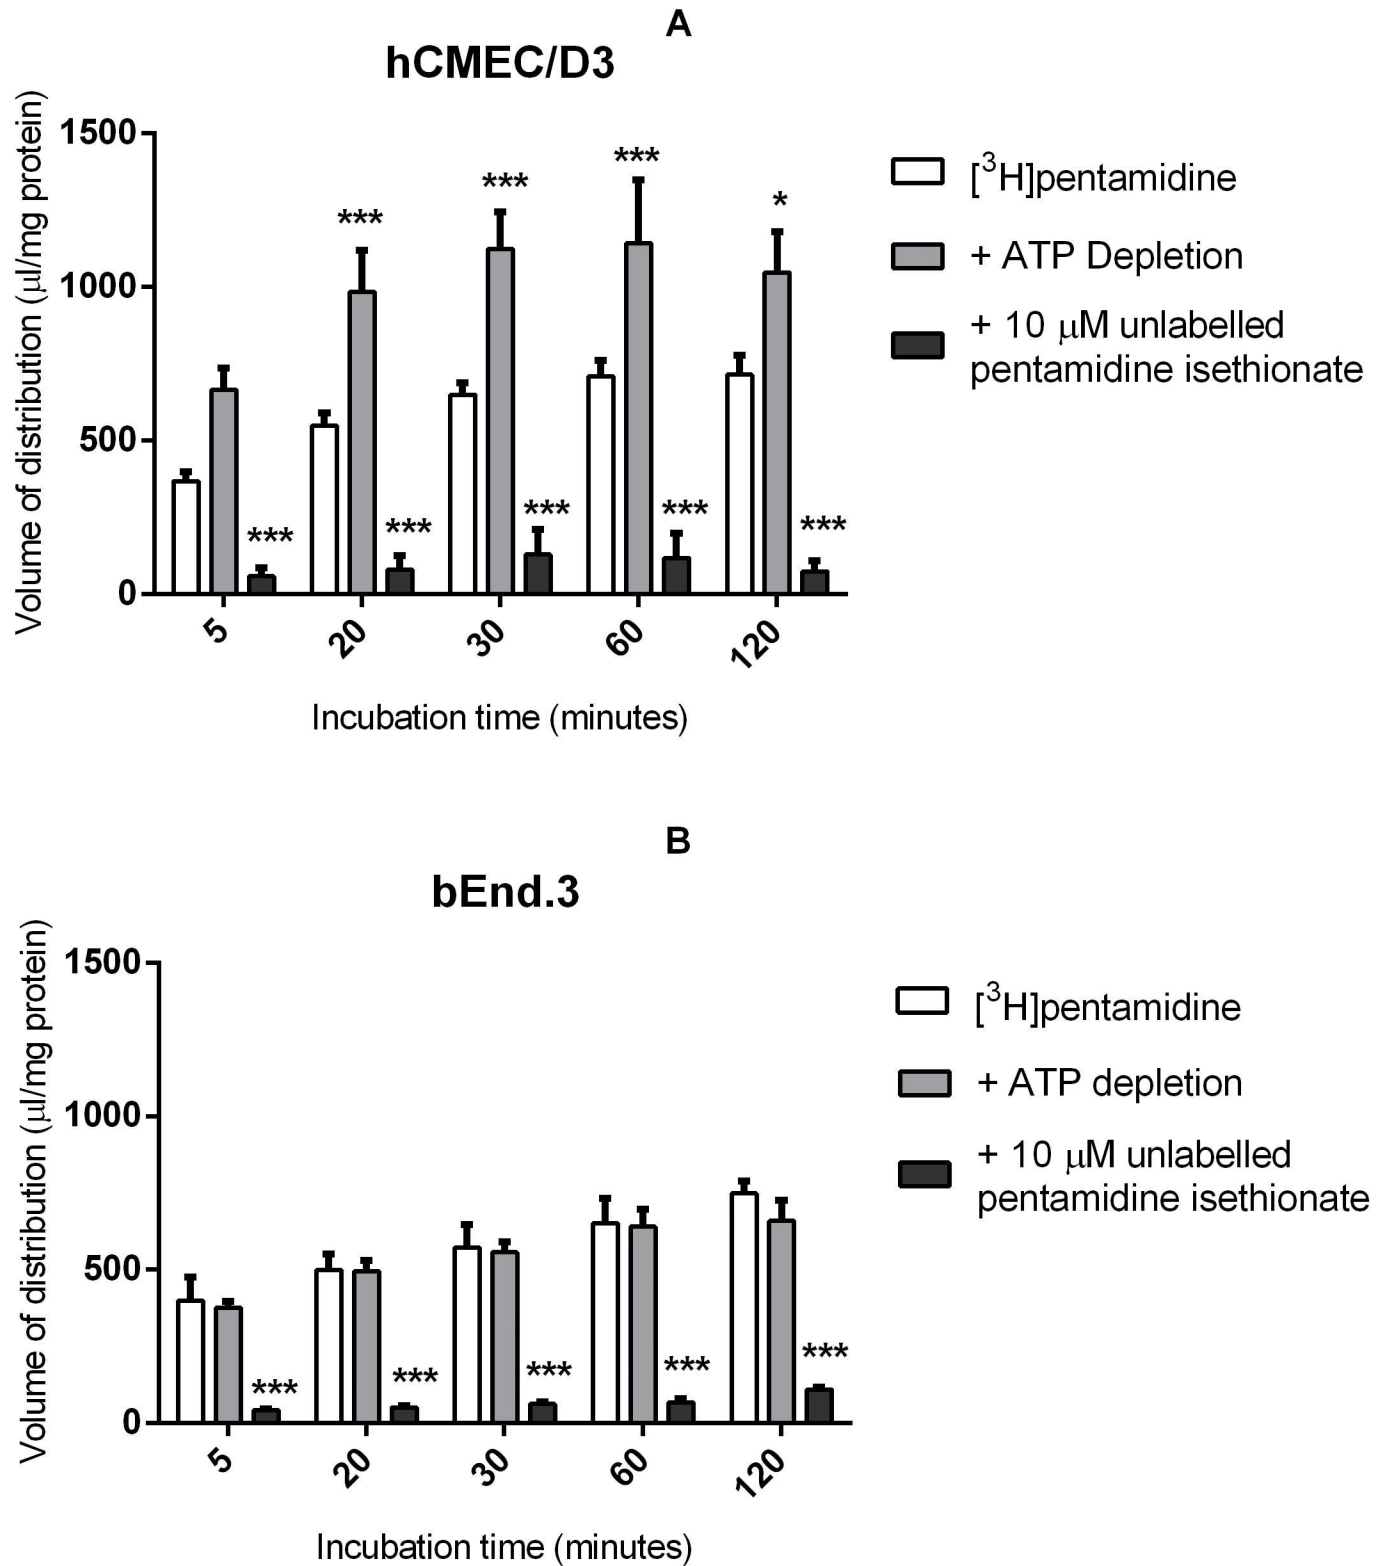 A
hCMEC/D3
Volume of distribution (μl/mg protein)
1500
1000
500
0
***
***
***
*
***
***
***
***
***
5
20
30
60
120
Incubation time (minutes)
[³H]pentamidine
+ ATP Depletion
+ 10 μM unlabelled
pentamidine isethionate
B
bEnd.3
Volume of distribution (μl/mg protein)
1500
1000
500
0
***
***
***
***
***
5
20
30
60
120
Incubation time (minutes)
[³H]pentamidine
+ ATP depletion
+ 10 μM unlabelled
pentamidine isethionate